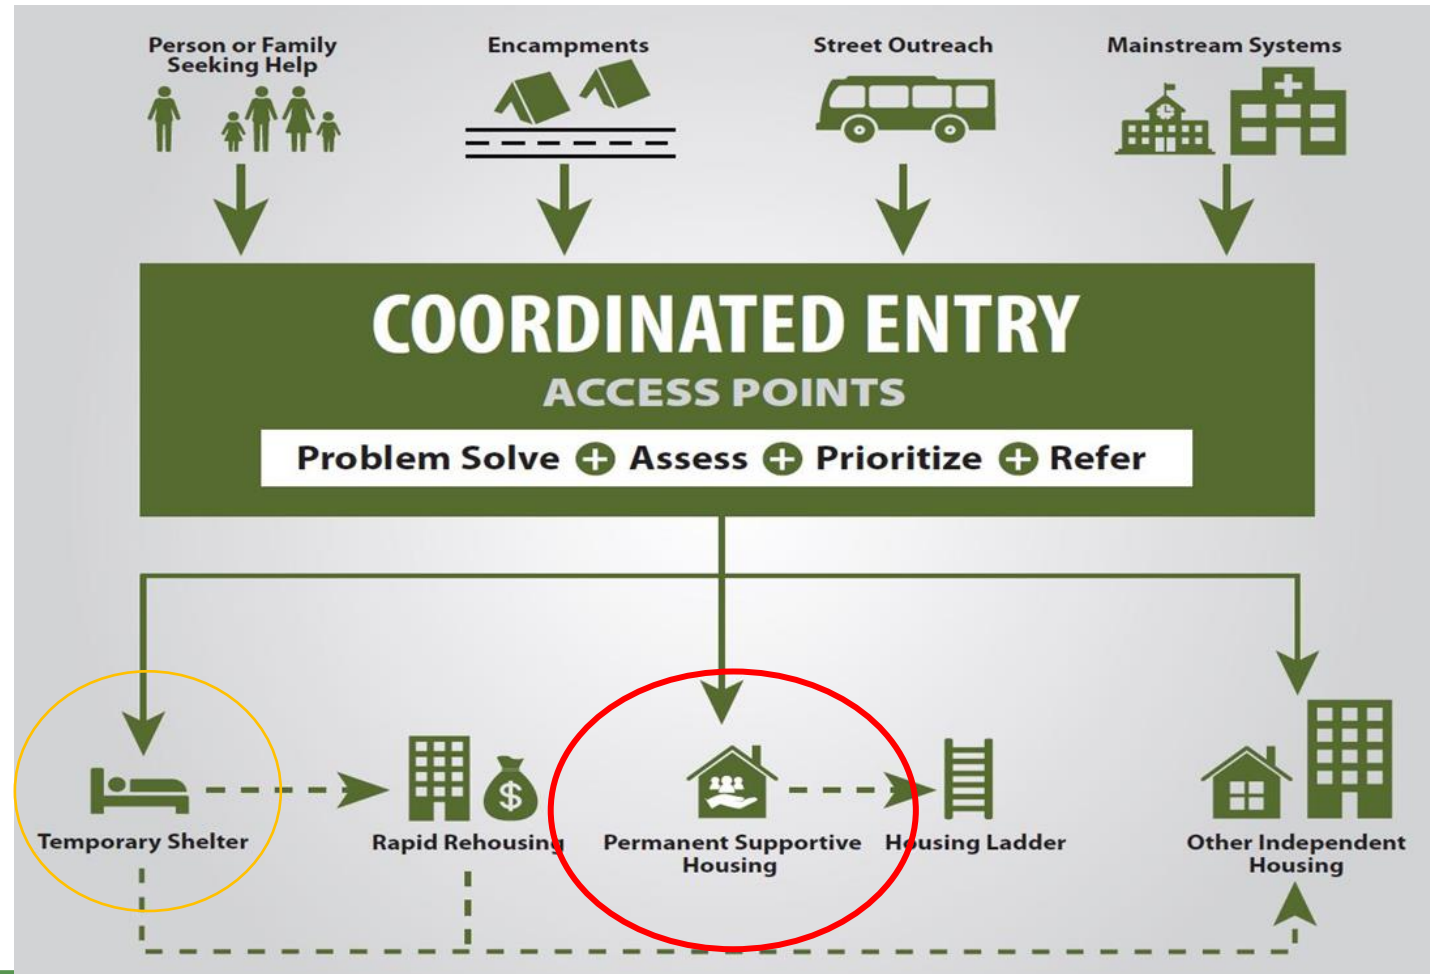 Person or Family
Seeking Help
Encampments
Street Outreach
Mainstream Systems
COORDINATED ENTRY
ACCESS POINTS
Problem Solve + Assess + Prioritize + Refer
$
Temporary Shelter
Rapid Rehousing
Permanent Supportive
Housing
Housing Ladder
Other Independent
Housing